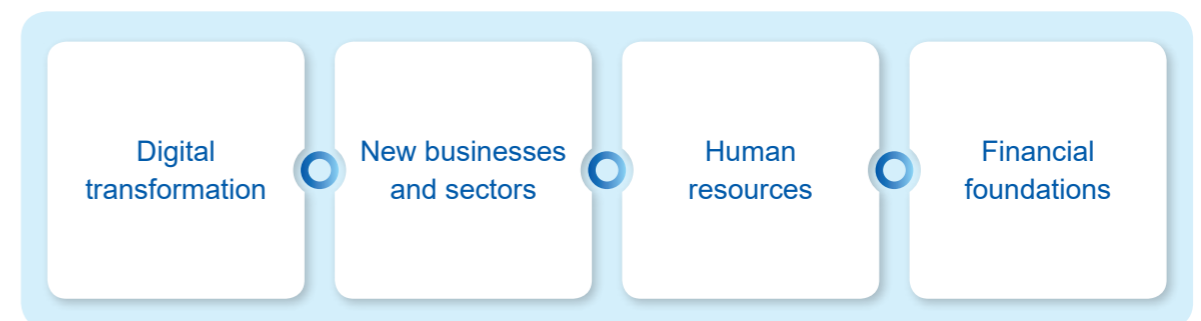 Digital
transformation
New businesses
and sectors
Human
resources
Financial
foundations